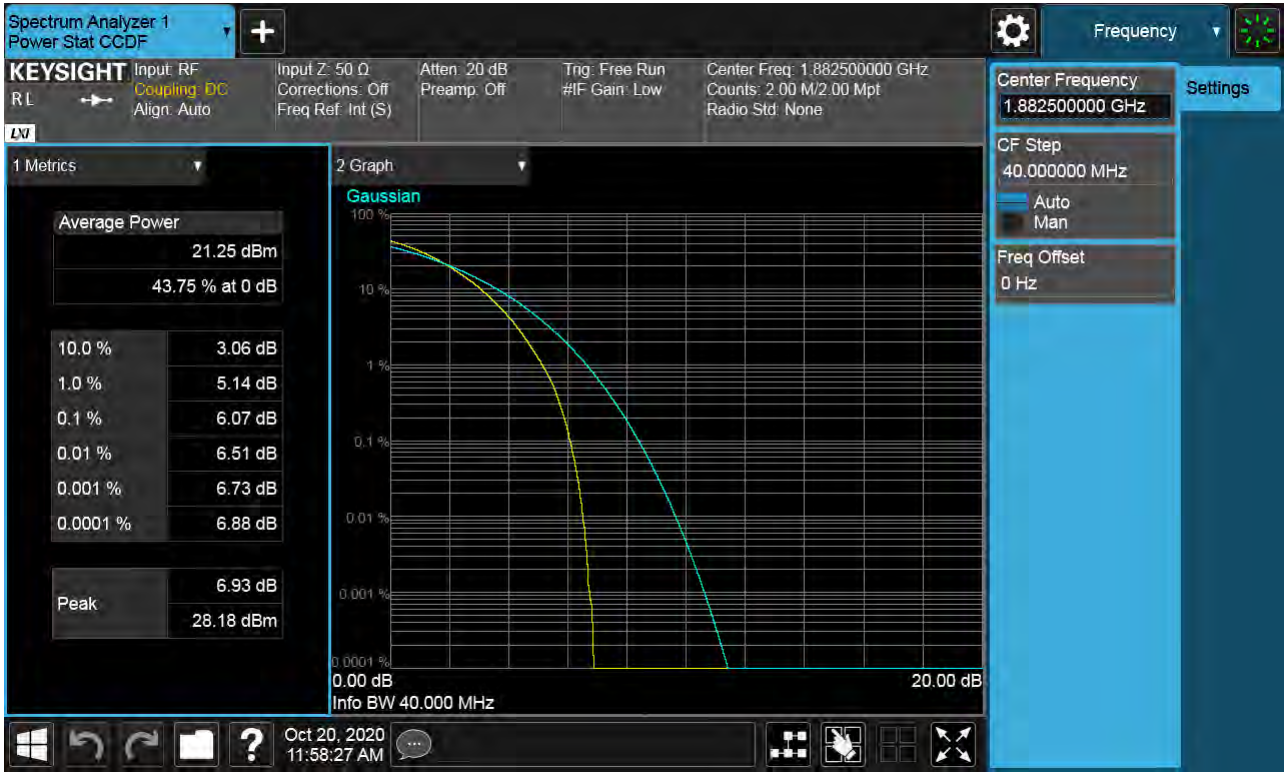 Spectrum Analyzer 1
Power Stat CCDF
Frequency
KEYSIGHT
RL
LXI
Input: RF
Coupling: DC
Align: Auto
Input Z: 50 Ω
Corrections: Off
Freq Ref: Int (S)
Atten: 20 dB
Preamp: Off
Trig: Free Run
#IF Gain: Low
Center Freq: 1.882500000 GHz
Counts: 2.00 M/2.00 Mpt
Radio Std: None
Center Frequency
1.882500000 GHz
Settings
CF Step
40.000000 MHz
Auto
Man
Freq Offset
0 Hz
1 Metrics
Average Power
21.25 dBm
43.75 % at 0 dB
10.0 % 3.06 dB
1.0 % 5.14 dB
0.1 % 6.07 dB
0.01 % 6.51 dB
0.001 % 6.73 dB
0.0001 % 6.88 dB
Peak
6.93 dB
28.18 dBm
2 Graph
Gaussian
100 %
10 %
1 %
0.1 %
0.01 %
0.001 %
0.0001 %
0.00 dB 20.00 dB
Info BW 40.000 MHz
?
Oct 20, 2020
11:58:27 AM